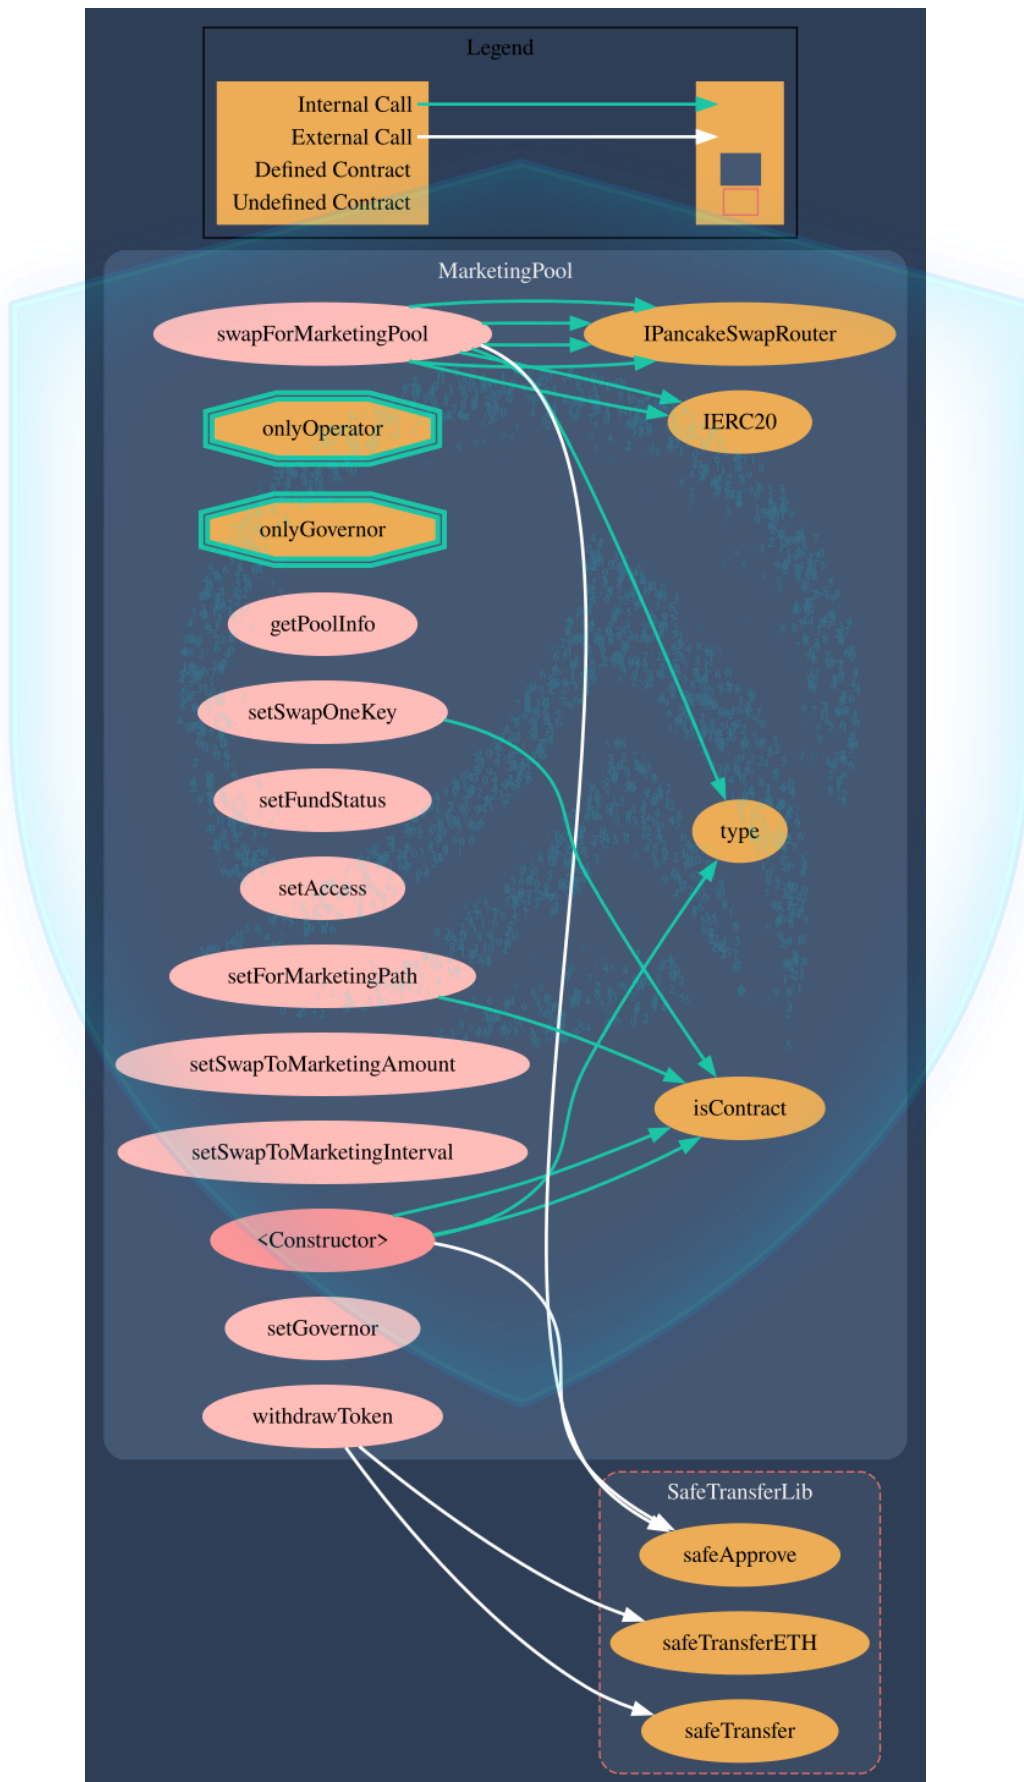 Legend
Internal Call
External Call
Defined Contract
Undefined Contract
MarketingPool
swapForMarketingPool
IPancakeSwapRouter
IERC20
onlyOperator
onlyGovernor
getPoolInfo
setSwapOneKey
setFundStatus
type
setAccess
setForMarketingPath
setSwapToMarketingAmount
isContract
setSwapToMarketingInterval
<Constructor>
setGovernor
withdrawToken
SafeTransferLib
safeApprove
safeTransferETH
safeTransfer